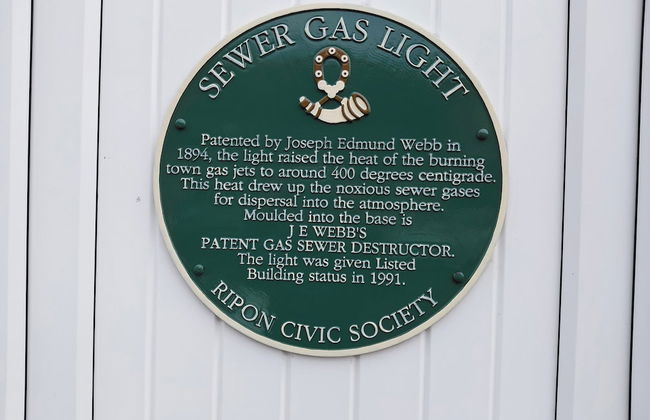 SEWER GAS LIGHT
Patented by Joseph Edmund Webb in
1894, the light raised the heat of the burning
town gas jets to around 400 degrees centigrade.
This heat drew up the noxious sewer gases
for dispersal into the atmosphere.
Moulded into the base is
J E WEBB'S
PATENT GAS SEWER DESTRUCTOR.
The light was given Listed
Building status in 1991.
RIPON CIVIC SOCIETY